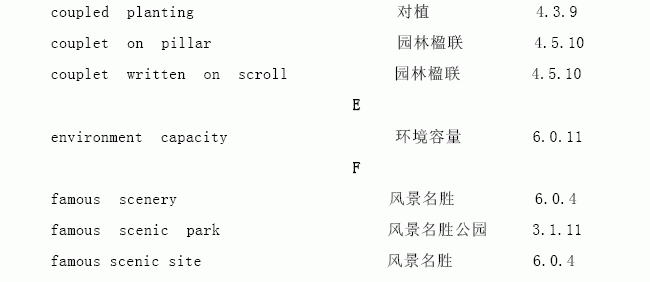 coupled planting 对植 4.3.9
couplet on pillar 园林楹联 4.5.10
couplet written on scroll 园林楹联 4.5.10
E
environment capacity 环境容量 6.0.11
F
famous scenery 风景名胜 6.0.4
famous scenic park 风景名胜公园 3.1.11
famous scenic site 风景名胜 6.0.4